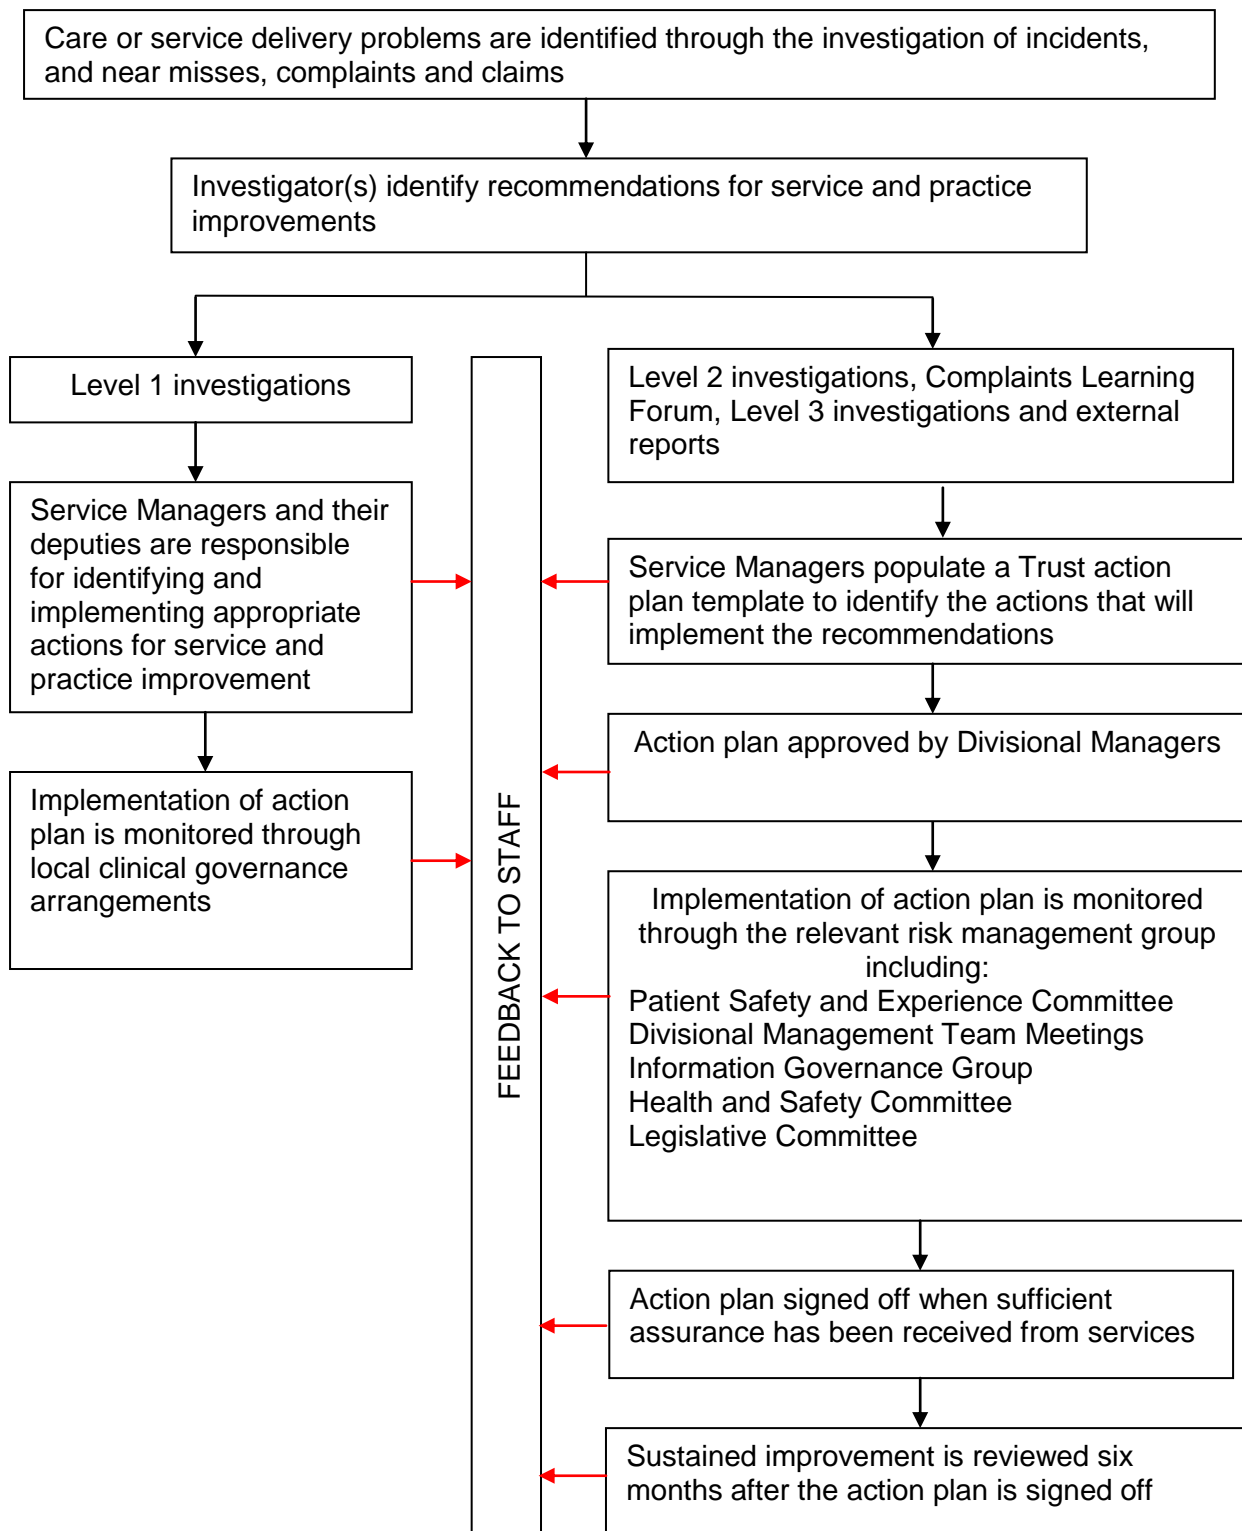 Care or service delivery problems are identified through the investigation of incidents,
and near misses, complaints and claims
Investigator(s) identify recommendations for service and practice
improvements
Level 1 investigations
Service Managers and their
deputies are responsible
for identifying and
implementing appropriate
actions for service and
practice improvement
Implementation of action
plan is monitored through
local clinical governance
arrangements
FEEDBACK TO STAFF
Level 2 investigations, Complaints Learning
Forum, Level 3 investigations and external
reports
Service Managers populate a Trust action
plan template to identify the actions that will
implement the recommendations
Action plan approved by Divisional Managers
Implementation of action plan is monitored
through the relevant risk management group
including:
Patient Safety and Experience Committee
Divisional Management Team Meetings
Information Governance Group
Health and Safety Committee
Legislative Committee
Action plan signed off when sufficient
assurance has been received from services
Sustained improvement is reviewed six
months after the action plan is signed off